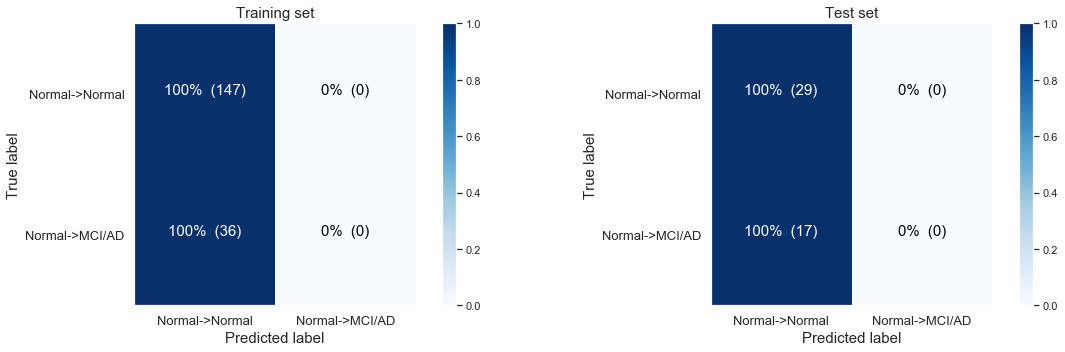 Training set
True label
Normal->Normal
Normal->MCI/AD
100% (147)
0% (0)
100% (36)
0% (0)
Normal->Normal
Normal->MCI/AD
Predicted label
1.0
0.8
0.6
0.4
0.2
0.0
Test set
True label
Normal->Normal
Normal->MCI/AD
100% (29)
0% (0)
100% (17)
0% (0)
Normal->Normal
Normal->MCI/AD
Predicted label
1.0
0.8
0.6
0.4
0.2
0.0